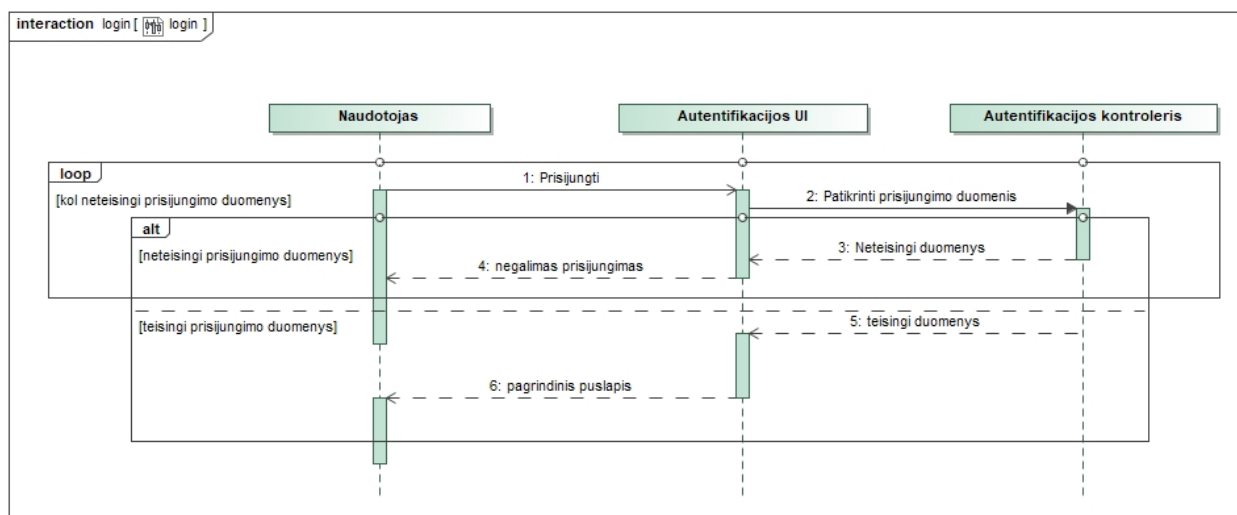 interaction login [ login ]
Naudotojas
Autentifikacijos UI
Autentifikacijos kontroleris
loop
1: Prisijungti
[kol neteisingi prisijungimo duomenys]
2: Patikrinti prisijungimo duomenis
alt
3: Neteisingi duomenys
[neteisingi prisijungimo duomenys]
4: negalimas prisijungimas
5: teisingi duomenys
[teisingi prisijungimo duomenys]
6: pagrindinis puslapis